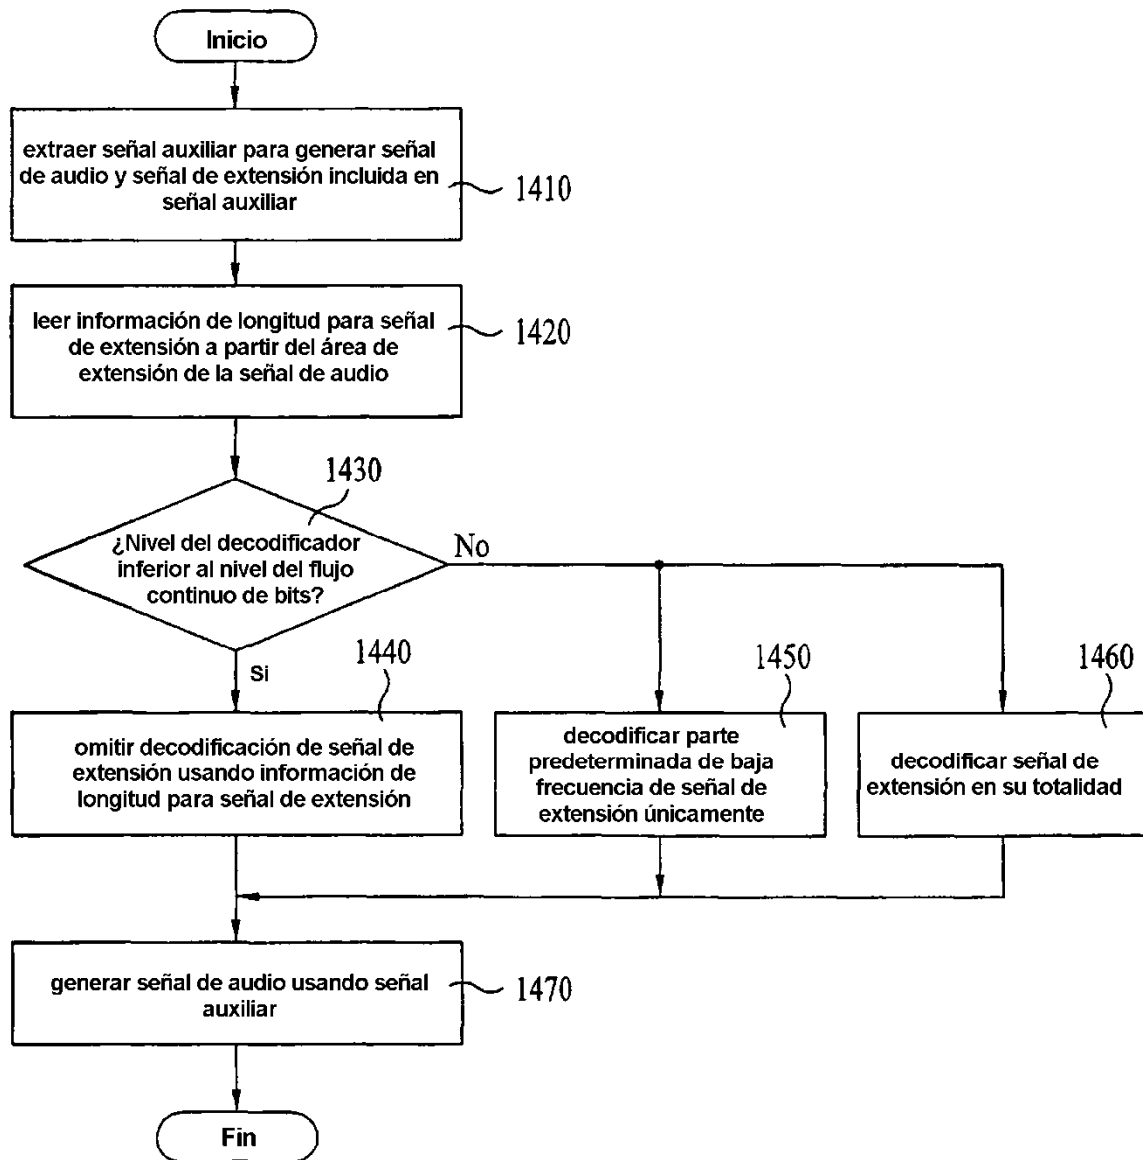 Inicio
extraer señal auxiliar para generar señal
de audio y señal de extensión incluida en
señal auxiliar
1410
leer información de longitud para señal
de extensión a partir del área de
extensión de la señal de audio
1420
1430
¿Nivel del decodificador
inferior al nivel del flujo
continuo de bits?
No
Si
1440
omitir decodificación de señal de
extensión usando información de
longitud para señal de extensión
1450
decodificar parte
predeterminada de baja
frecuencia de señal de
extensión únicamente
1460
decodificar señal de
extensión en su totalidad
generar señal de audio usando señal
auxiliar
1470
Fin